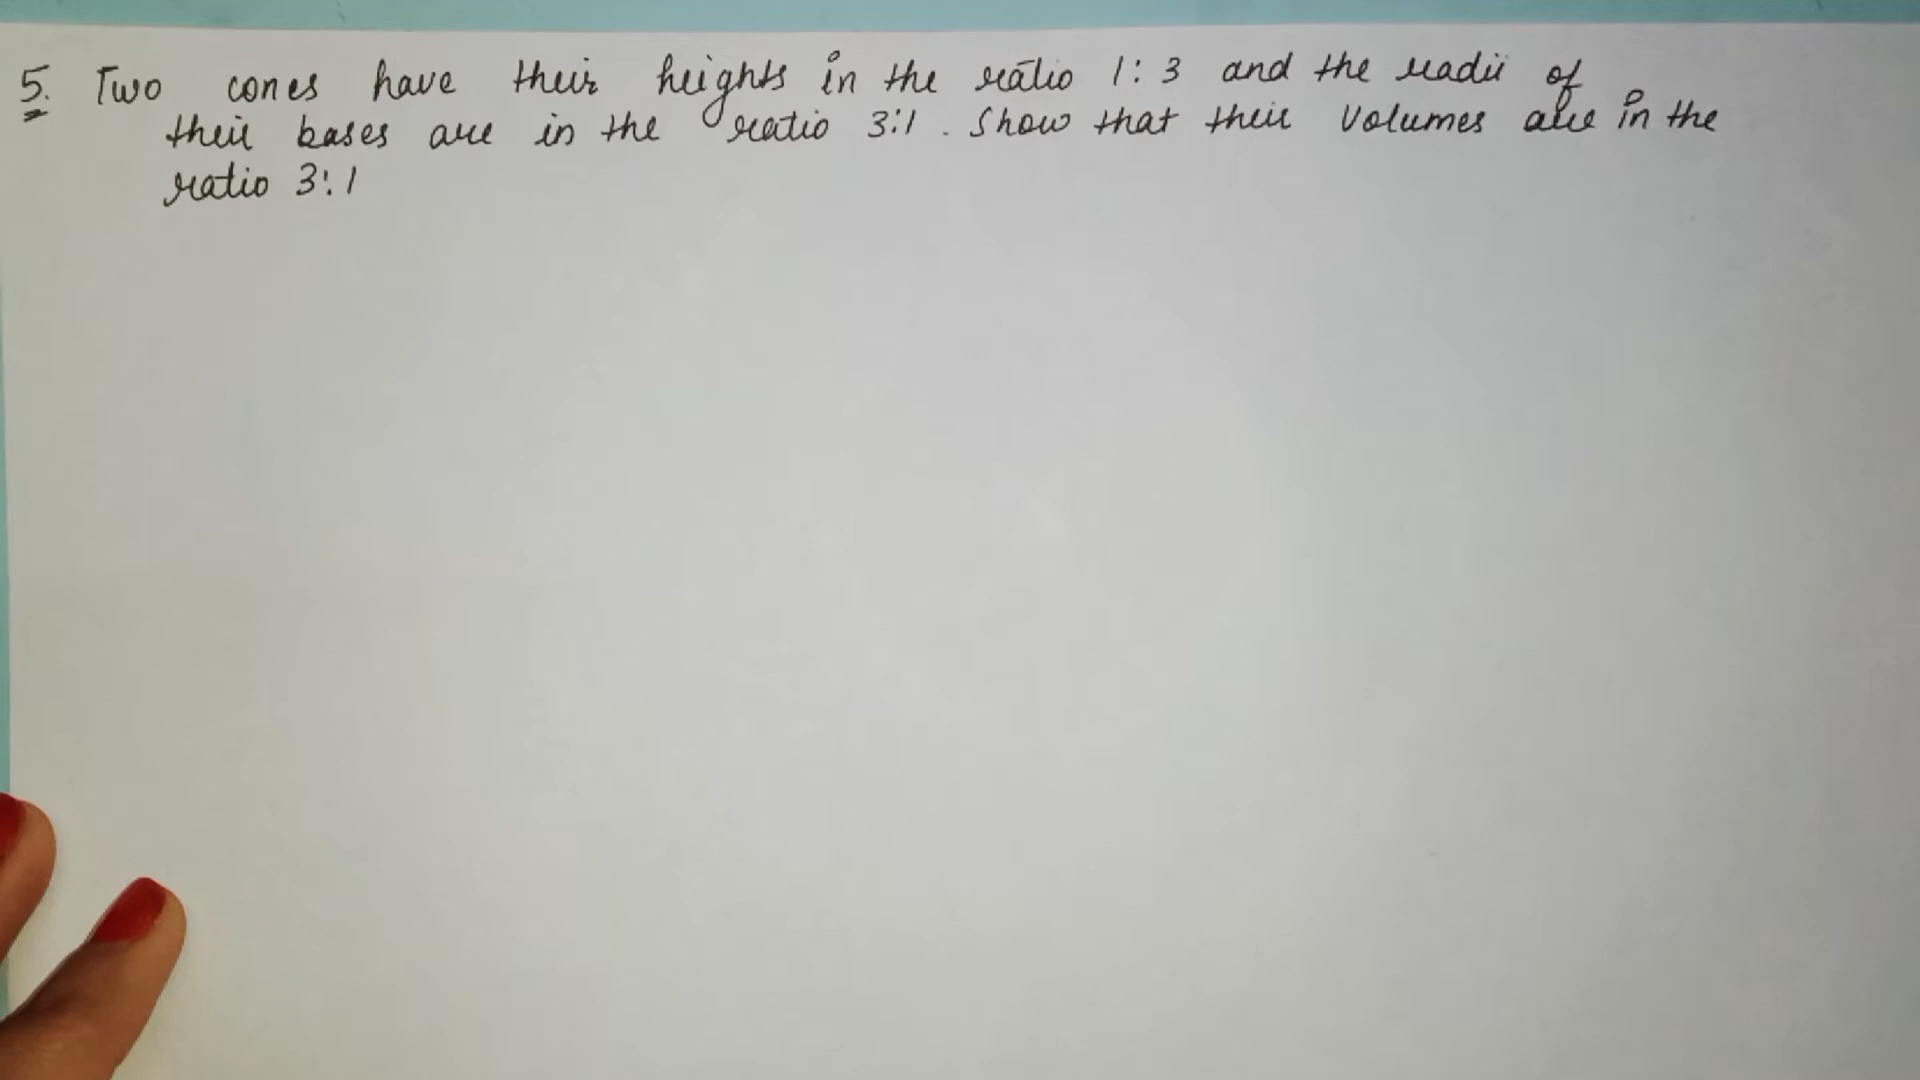 5. Two cones have their heights in the ratio 1:3 and the radii of
their bases are in the ratio 3:1. Show that their Volumes are in the
ratio 3:1